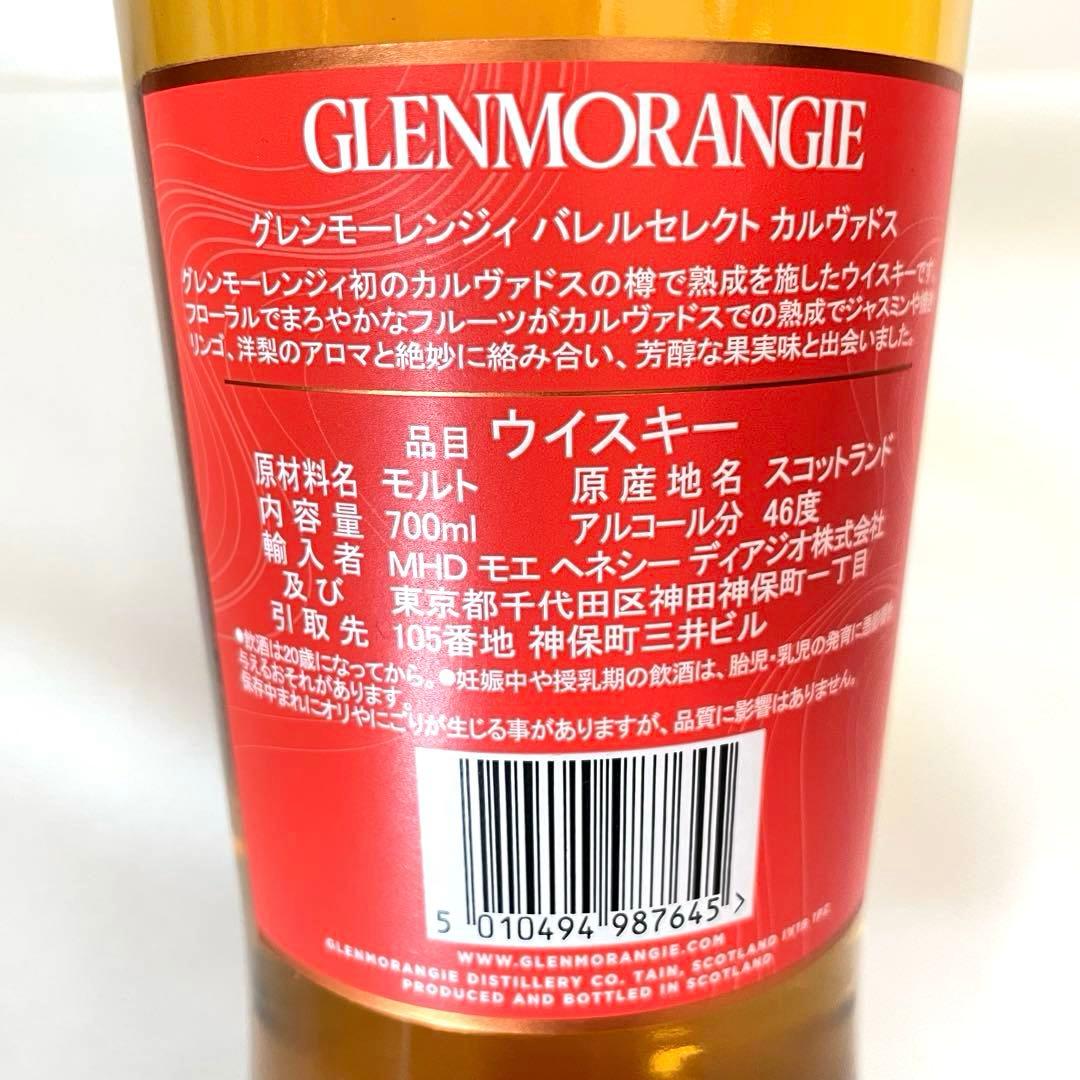 GLENMORANGIE
グレンモーレンジィ バレルセレクト カルヴァドス
グレンモーレンジィ初のカルヴァドスの樽で熟成を施したウイスキーです。
フローラルでまろやかなフルーツがカルヴァドスでの熟成でジャスミンや
リンゴ、洋梨のアロマと絶妙に絡み合い、芳醇な果実味と出会いました。
品目 ウイスキー
原材料名 モルト 原産地名 スコットランド
内容量 700ml アルコール分 46度
輸入者 MHD モエ ヘネシー ディアジオ株式会社
及び 東京都千代田区神田神保町一丁目
引取先 105番地 神保町三井ビル
●飲酒は20歳になってから。●妊娠中や授乳期の飲酒は、胎児・乳児の発育に
与えるおそれがあります。
保存中まれにオリやにごりが生じる事がありますが、品質に影響はありません。
5 010494 987645 >
WWW.GLENMORANGIE.COM
GLENMORANGIE DISTILLERY CO. TAIN, SCOTLAND IV19 1PZ.
PRODUCED AND BOTTLED IN SCOTLAND